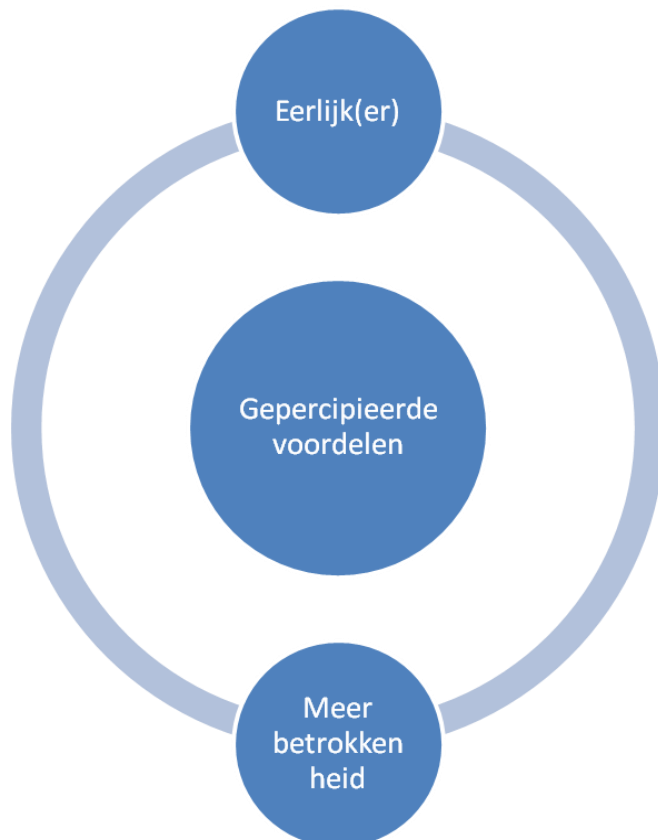 Eerlijk(er)
Gepercipieerde
voordelen
Meer
betrokken
heid